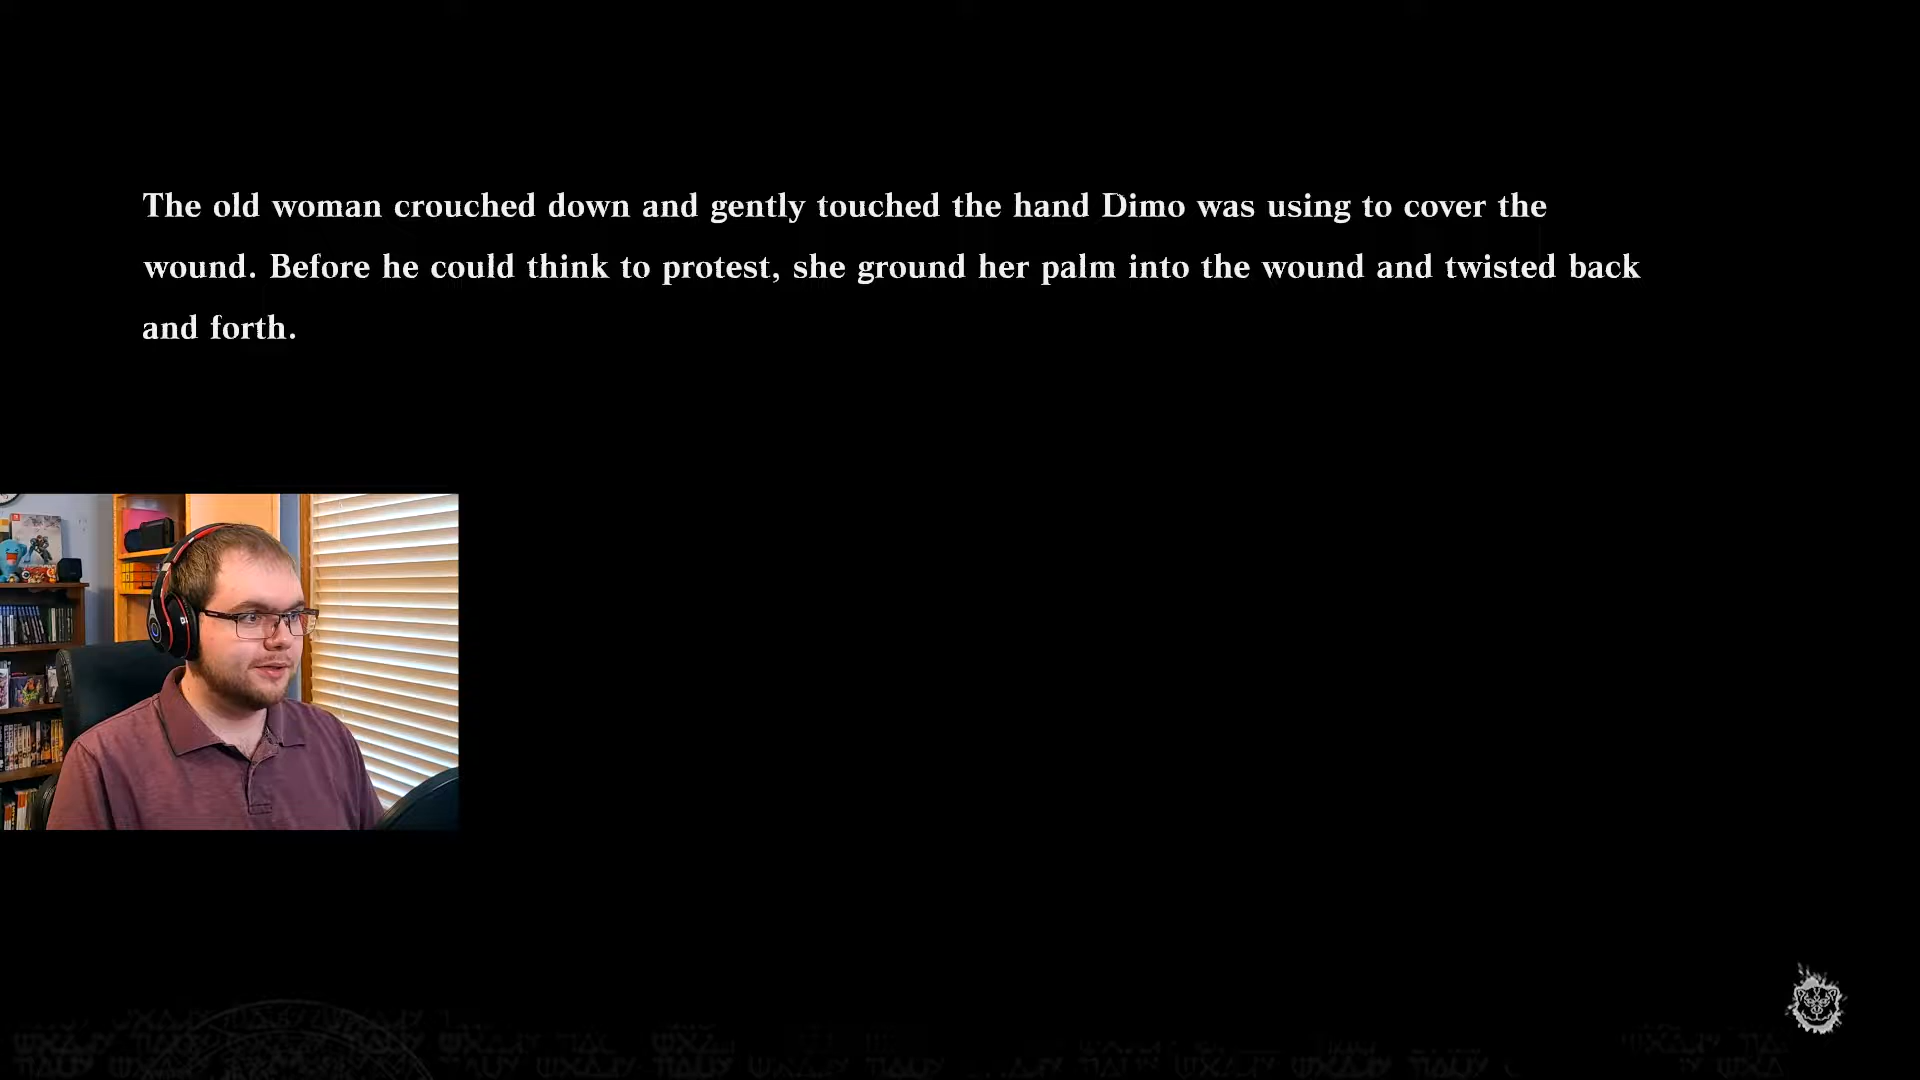 The old woman crouched down and gently touched the hand Dimo was using to cover the
wound. Before he could think to protest, she ground her palm into the wound and twisted back
and forth.